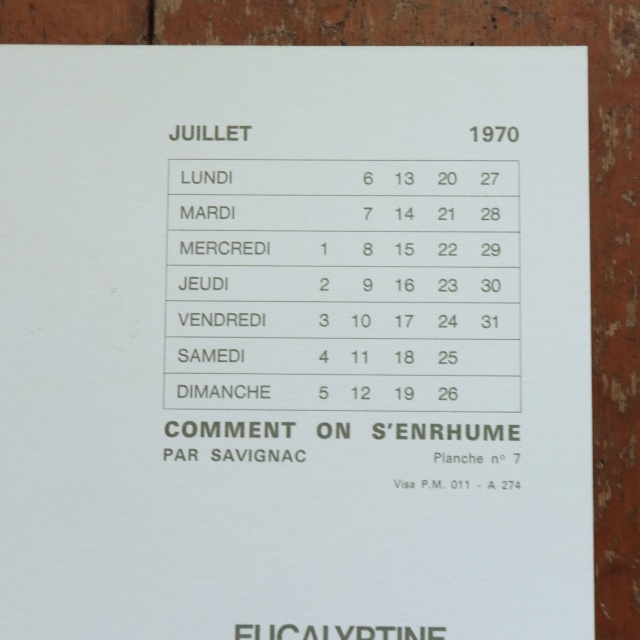 JUILLET 1970
LUNDI 6 13 20 27
MARDI 7 14 21 28
MERCREDI 1 8 15 22 29
JEUDI 2 9 16 23 30
VENDREDI 3 10 17 24 31
SAMEDI 4 11 18 25
DIMANCHE 5 12 19 26
COMMENT ON S'ENRHUME
PAR SAVIGNAC Planche n° 7
Visa P.M. 011 - A 274
EUCALYPTINE